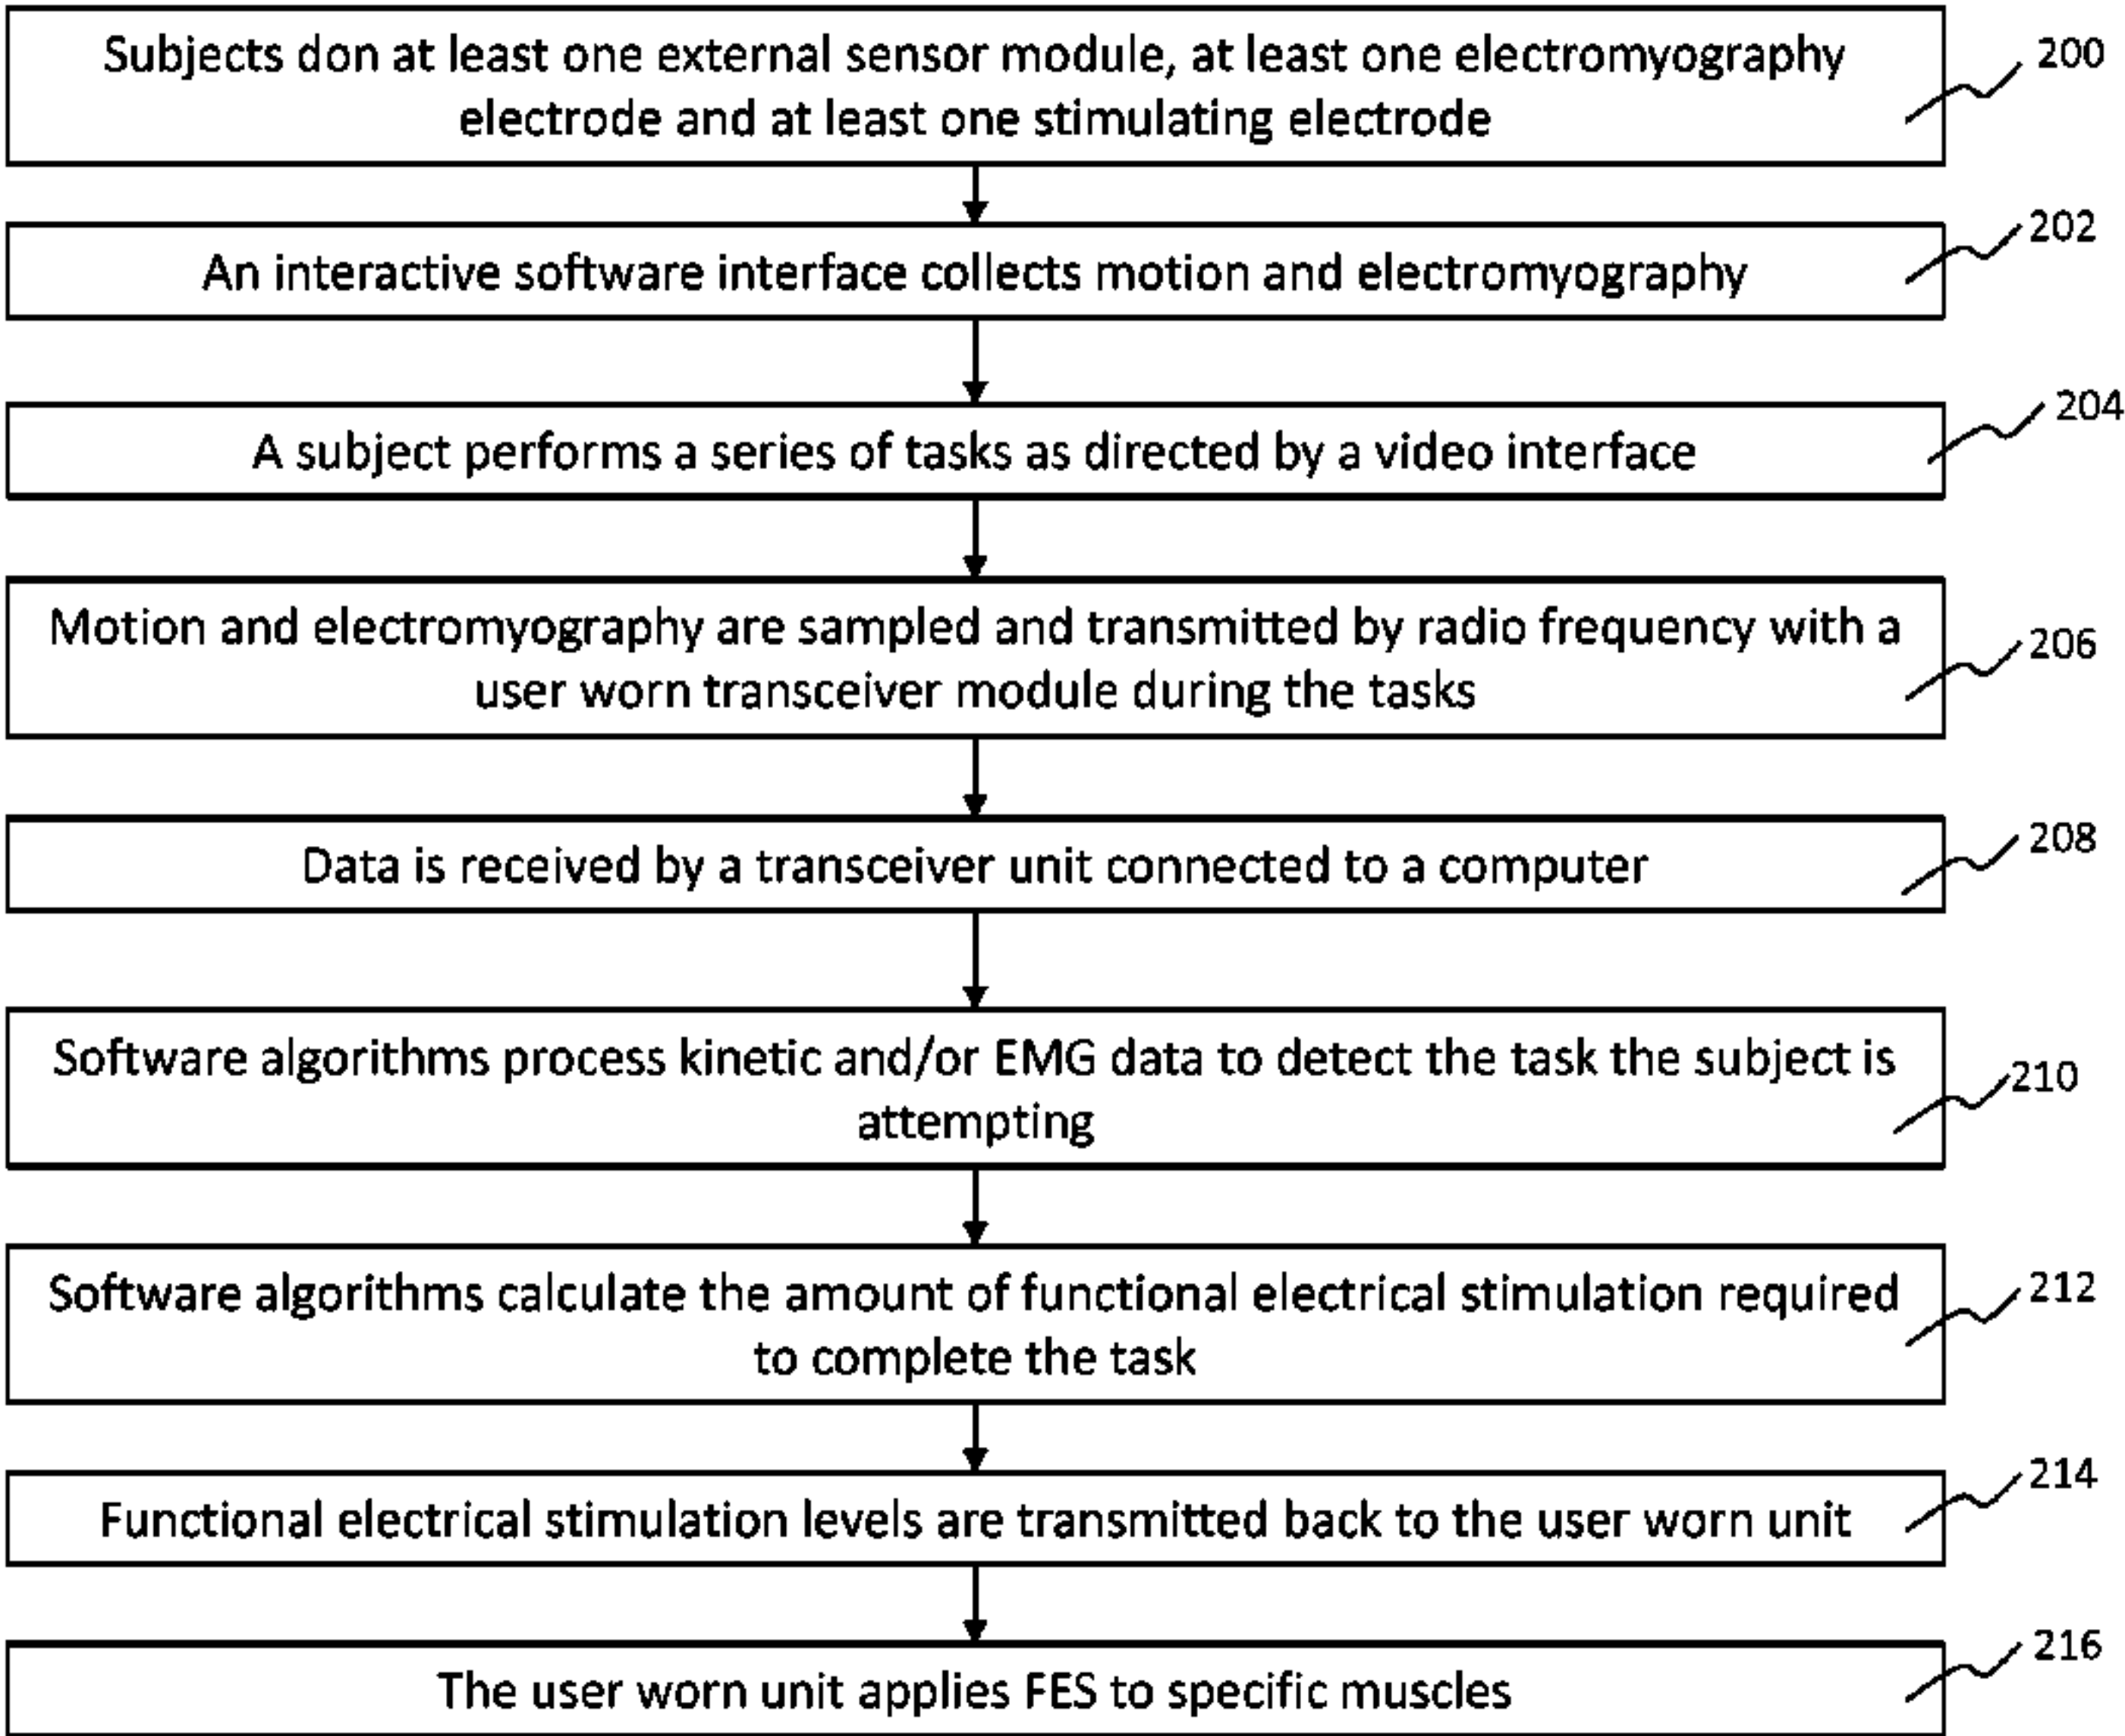 Subjects don at least one external sensor module, at least one electromyography
electrode and at least one stimulating electrode
200
An interactive software interface collects motion and electromyography
202
A subject performs a series of tasks as directed by a video interface
204
Motion and electromyography are sampled and transmitted by radio frequency with a
user worn transceiver module during the tasks
206
Data is received by a transceiver unit connected to a computer
208
Software algorithms process kinetic and/or EMG data to detect the task the subject is
attempting
210
Software algorithms calculate the amount of functional electrical stimulation required
to complete the task
212
Functional electrical stimulation levels are transmitted back to the user worn unit
214
The user worn unit applies FES to specific muscles
216